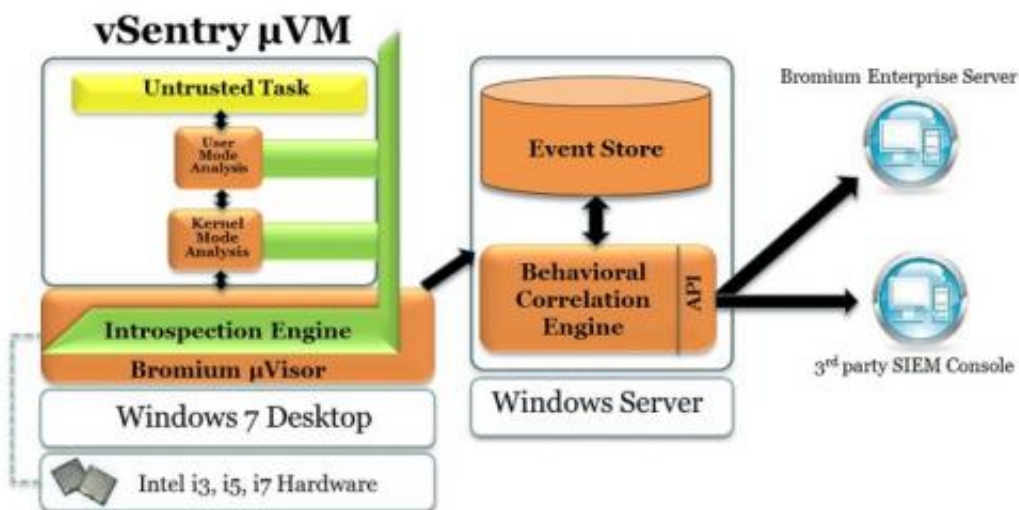 vSentry µVM
Untrusted Task
User
Mode
Analysis
Kernel
Mode
Analysis
Introspection Engine
Bromium µVisor
Windows 7 Desktop
Intel i3, i5, i7 Hardware
Event Store
Behavioral
Correlation
Engine
API
Windows Server
Bromium Enterprise Server
3rd party SIEM Console